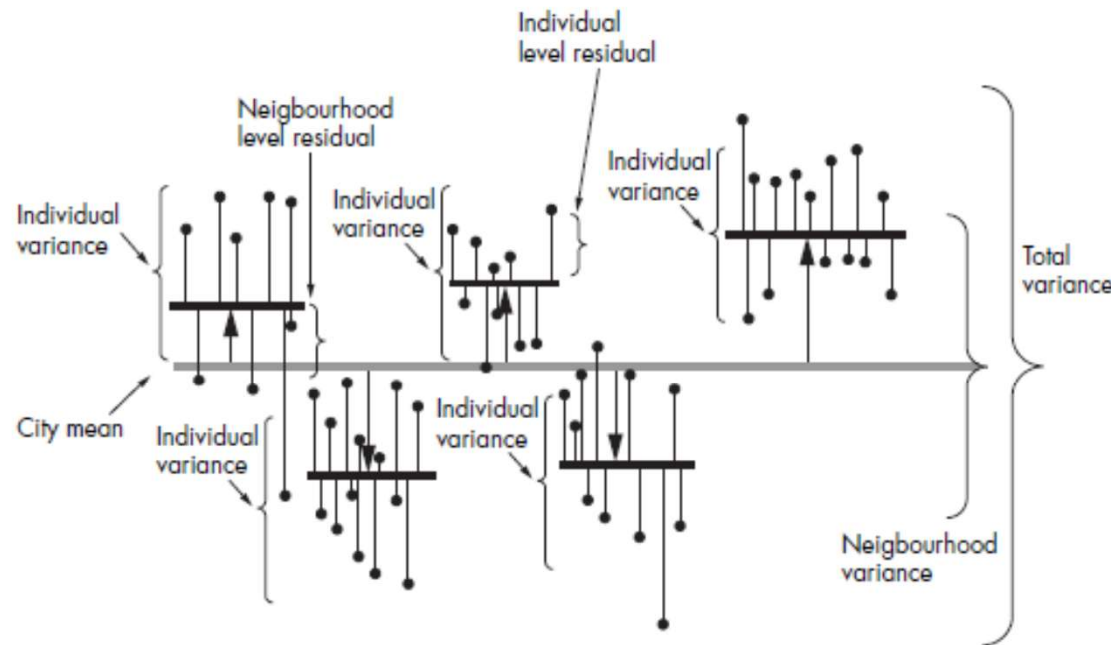 Individual
level residual
Neigbourhood
level residual
Individual
variance
Individual
variance
Individual
variance
Total
variance
City mean
Individual
variance
Individual
variance
Neigbourhood
variance